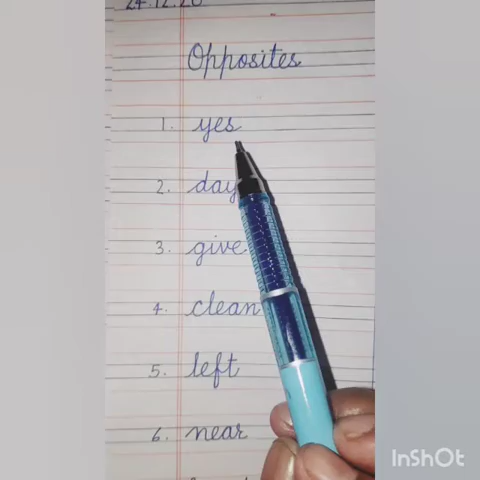 24.12.20
Opposites
1. yes
2. day
3. give
4. clean
5. left
6. near
InShOt